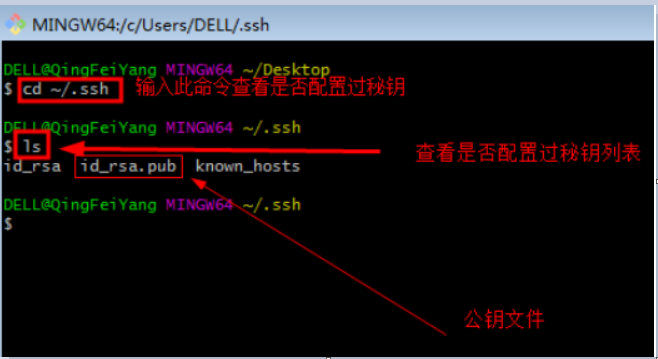 MINGW64:/c/Users/DELL/.ssh
DELL@QingFeiYang MINGW64 ~/Desktop
$ cd ~/.ssh 输入此命令查看是否配置过秘钥
DELL@QingFeiYang MINGW64 ~/.ssh
$ ls
查看是否配置过秘钥列表
id_rsa id_rsa.pub known_hosts
DELL@QingFeiYang MINGW64 ~/.ssh
$
公钥文件